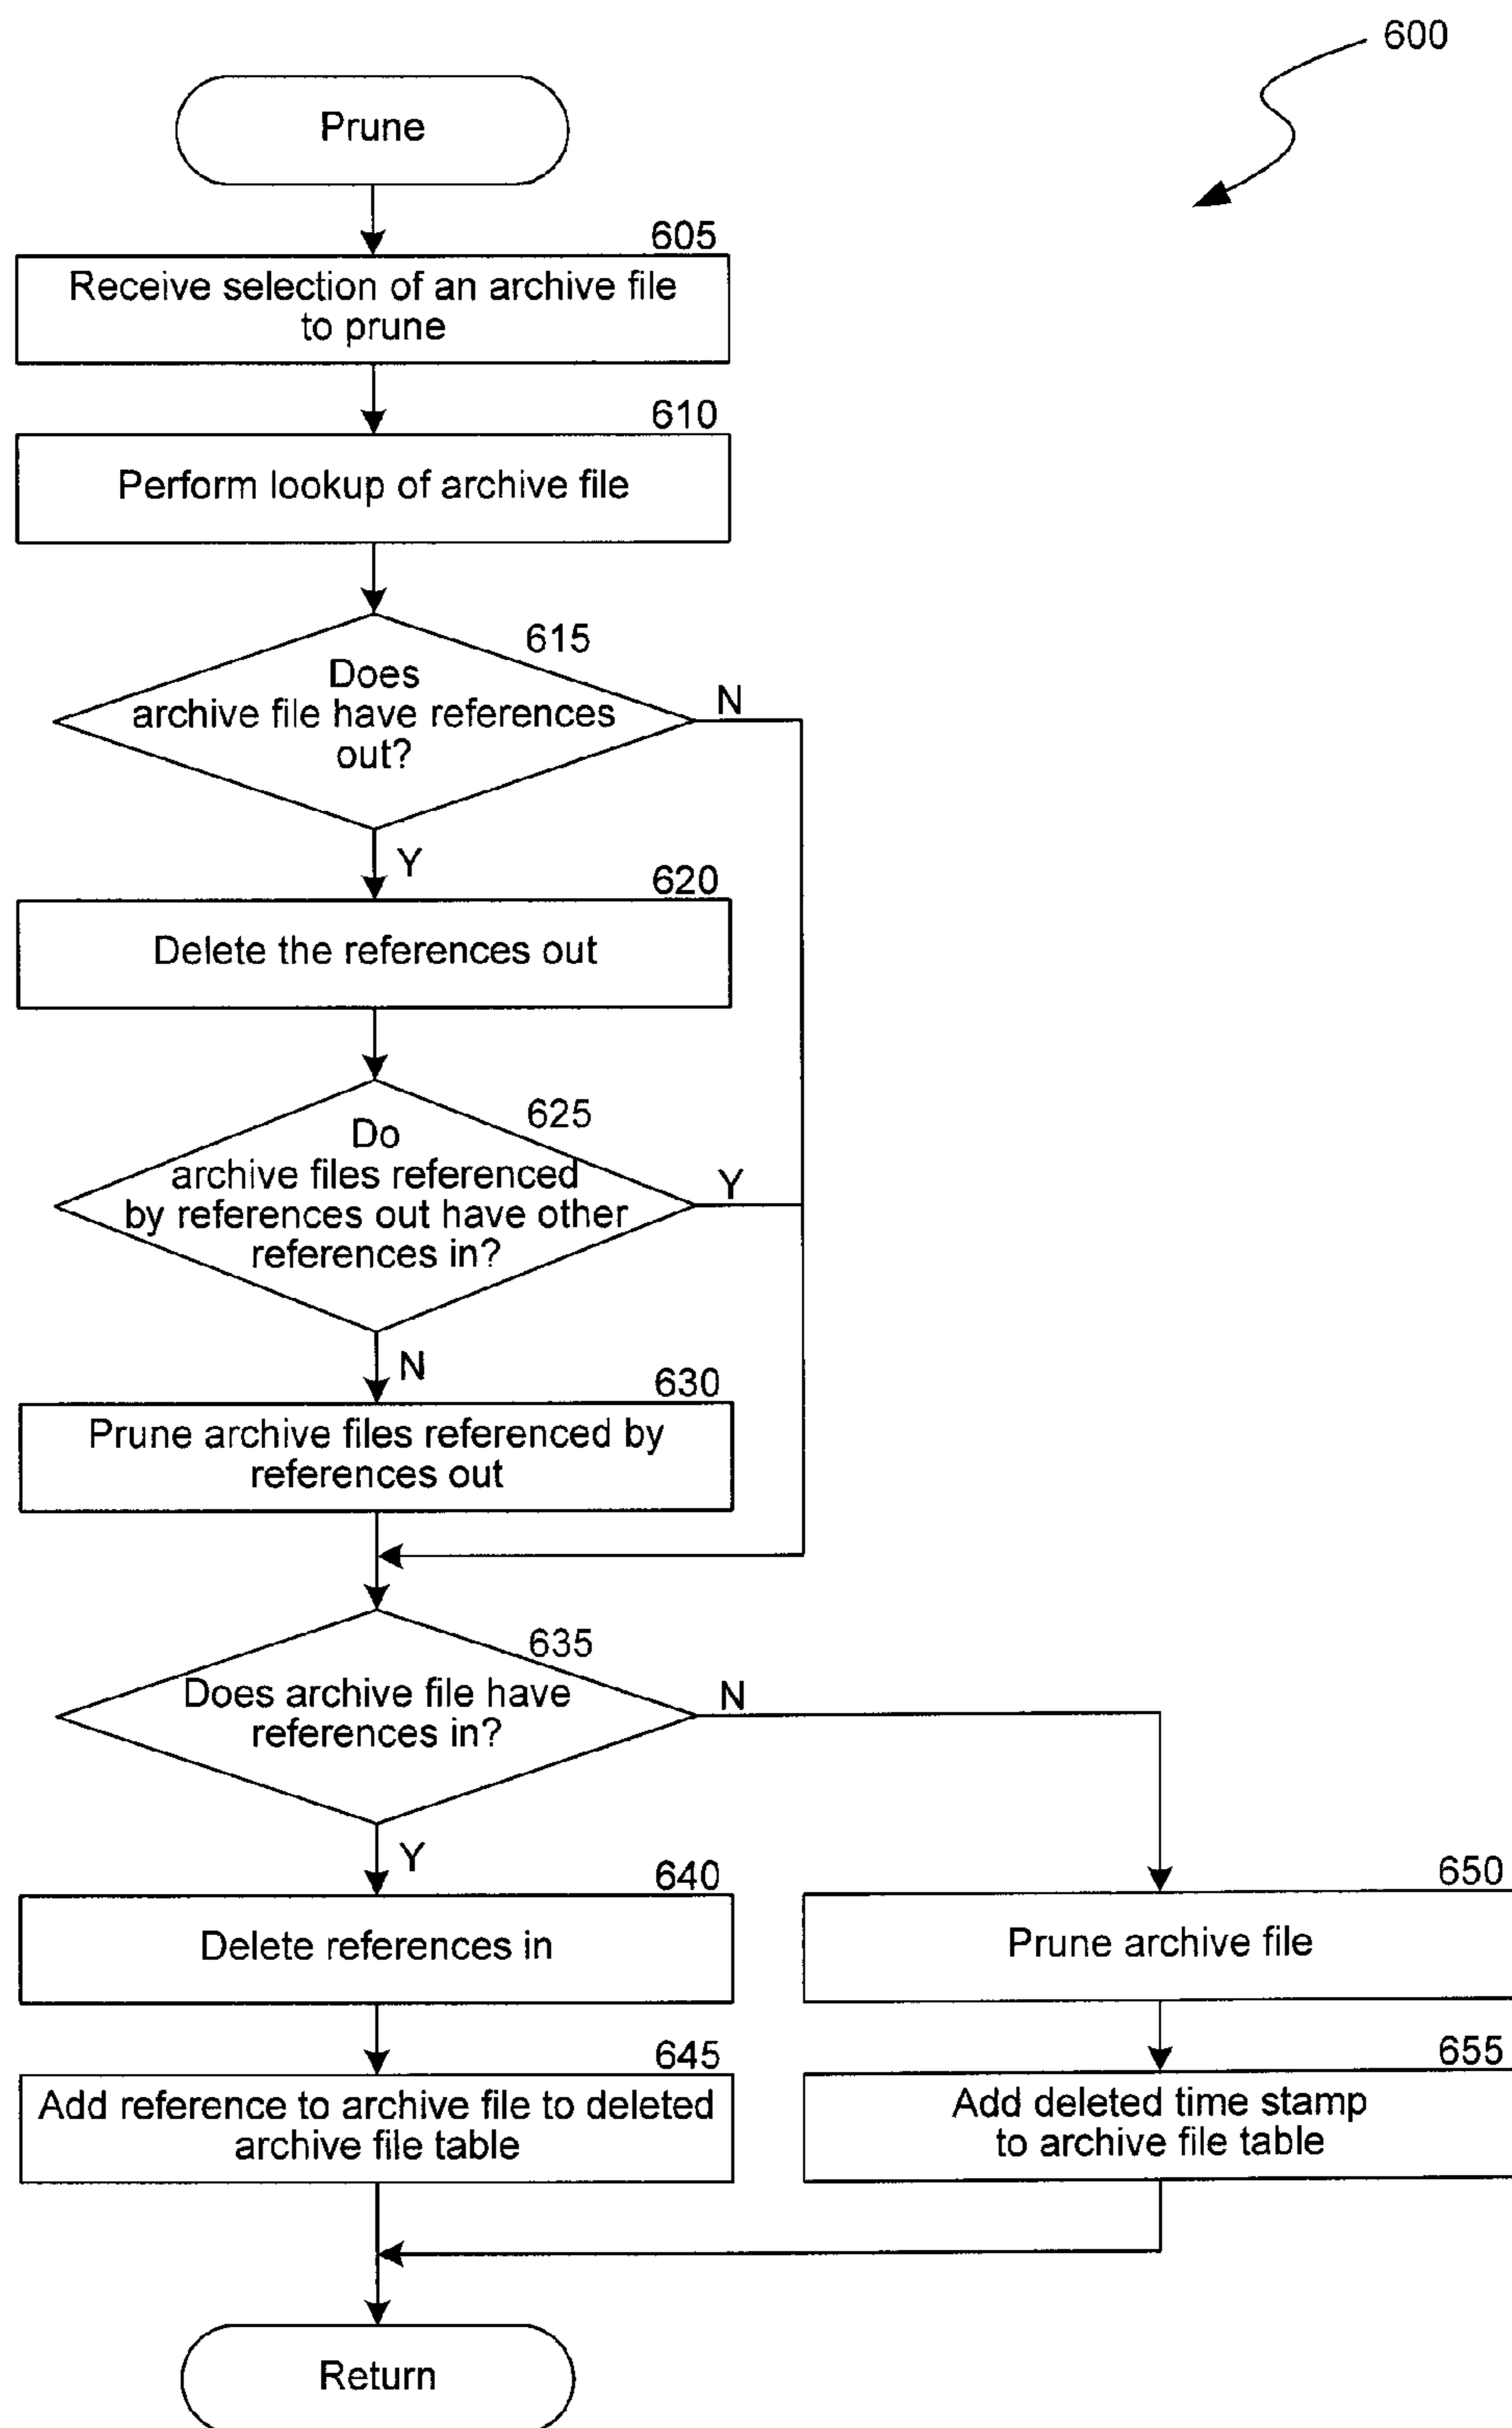 600
Prune
605
Receive selection of an archive file
to prune
610
Perform lookup of archive file
615
Does
archive file have references
out?
N
Y
620
Delete the references out
625
Do
archive files referenced
by references out have other
references in?
Y
N
630
Prune archive files referenced by
references out
635
Does archive file have
references in?
N
Y
640
Delete references in
650
Prune archive file
645
Add reference to archive file to deleted
archive file table
655
Add deleted time stamp
to archive file table
Return